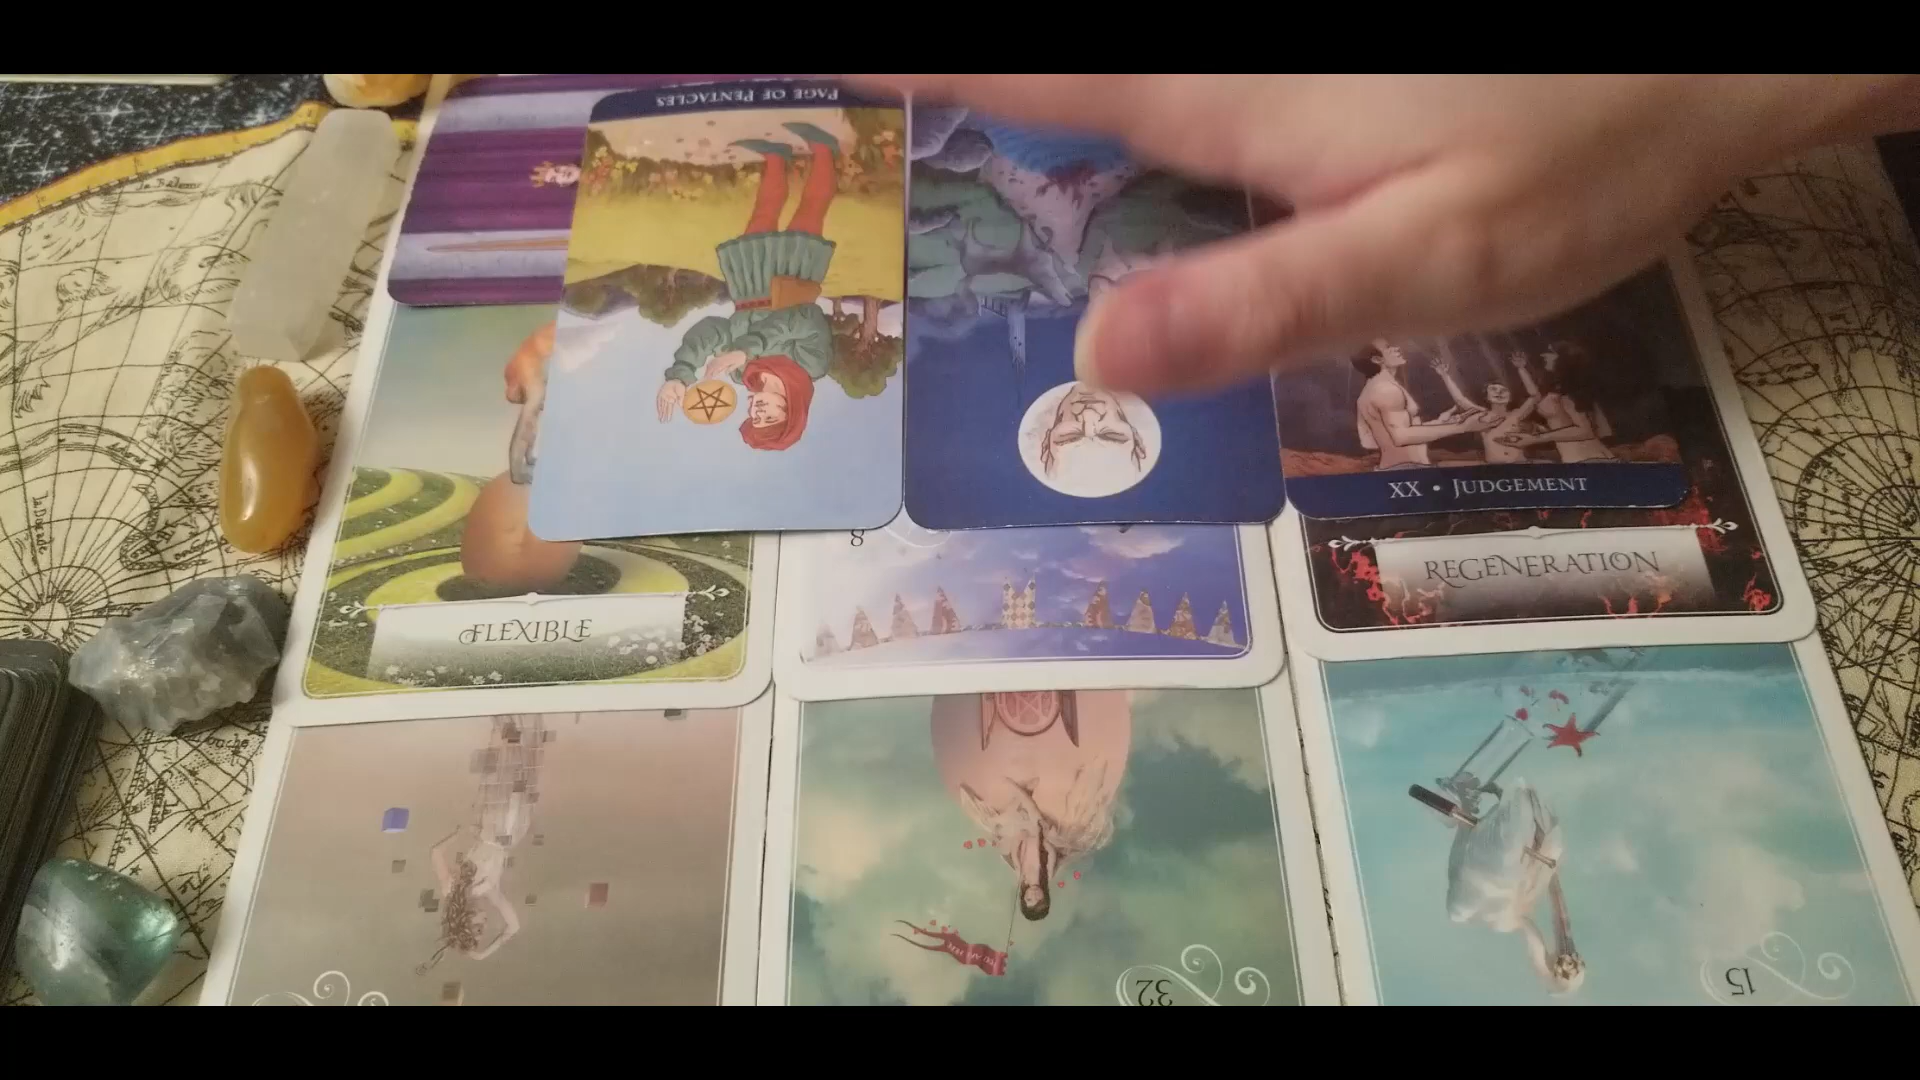 PAGE OF PENTACLES
XX • JUDGEMENT
8
REGENERATION
FLEXIBLE
32
15